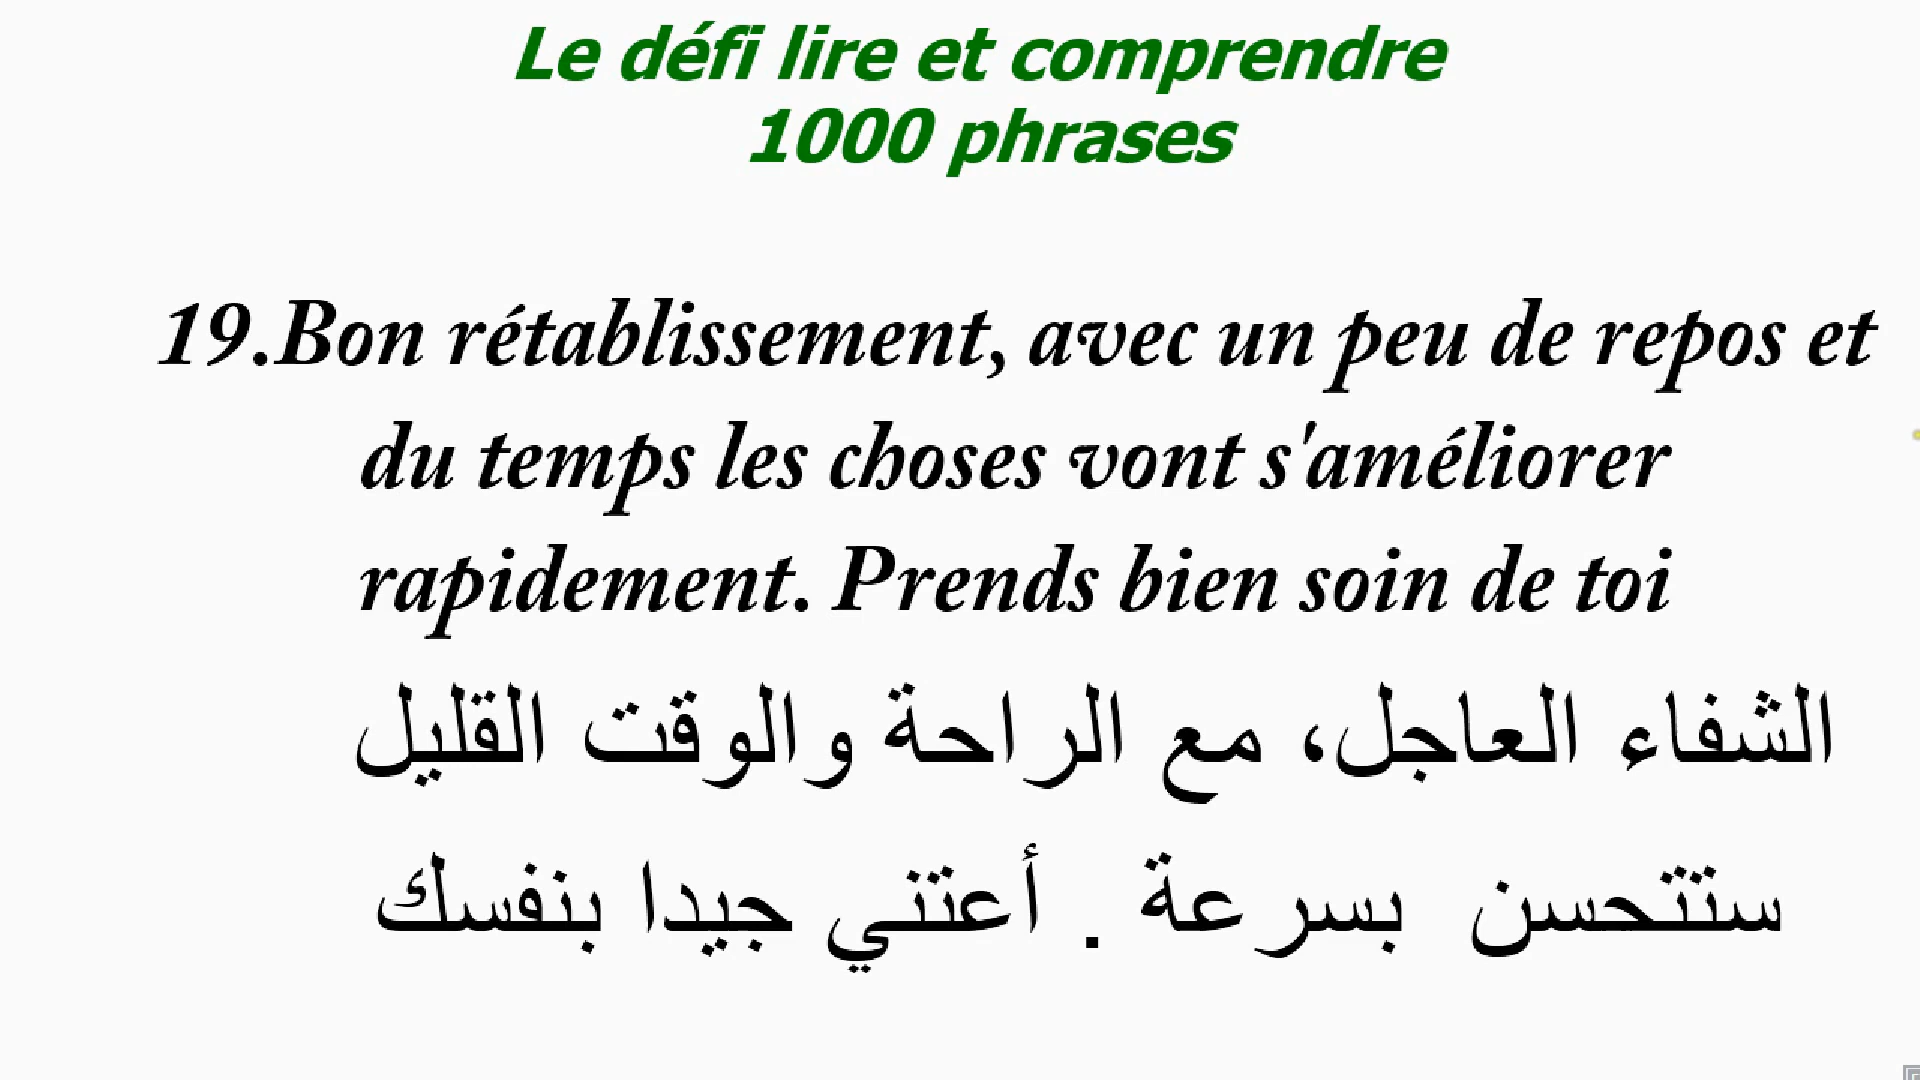 Le défi lire et comprendre
1000 phrases
19.Bon rétablissement, avec un peu de repos et
du temps les choses vont s'améliorer
rapidement. Prends bien soin de toi
الشفاء العاجل، مع الراحة والوقت القليل
ستتحسن بسرعة . أعتني جيدا بنفسك